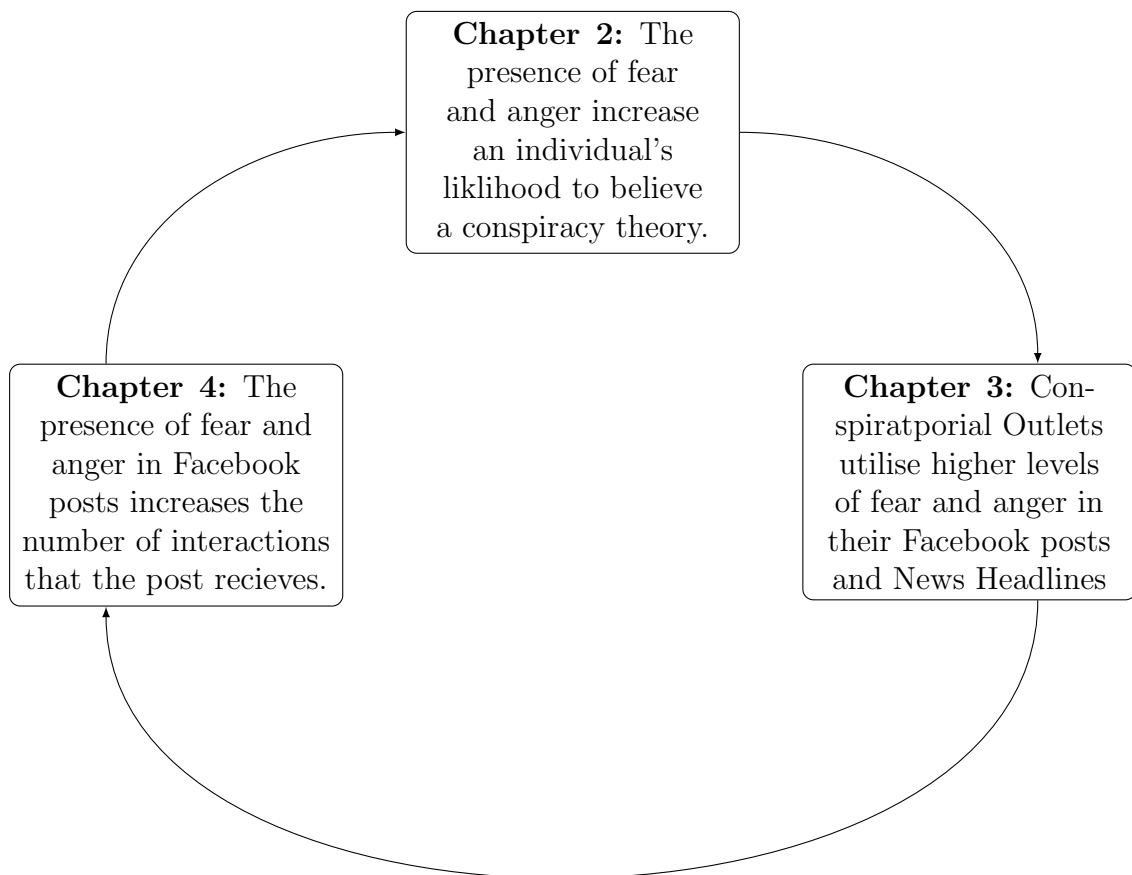 Chapter 2: The
presence of fear
and anger increase
an individual's
liklihood to believe
a conspiracy theory.
Chapter 3: Con-
spiratporial Outlets
utilise higher levels
of fear and anger in
their Facebook posts
and News Headlines
Chapter 4: The
presence of fear and
anger in Facebook
posts increases the
number of interactions
that the post recieves.